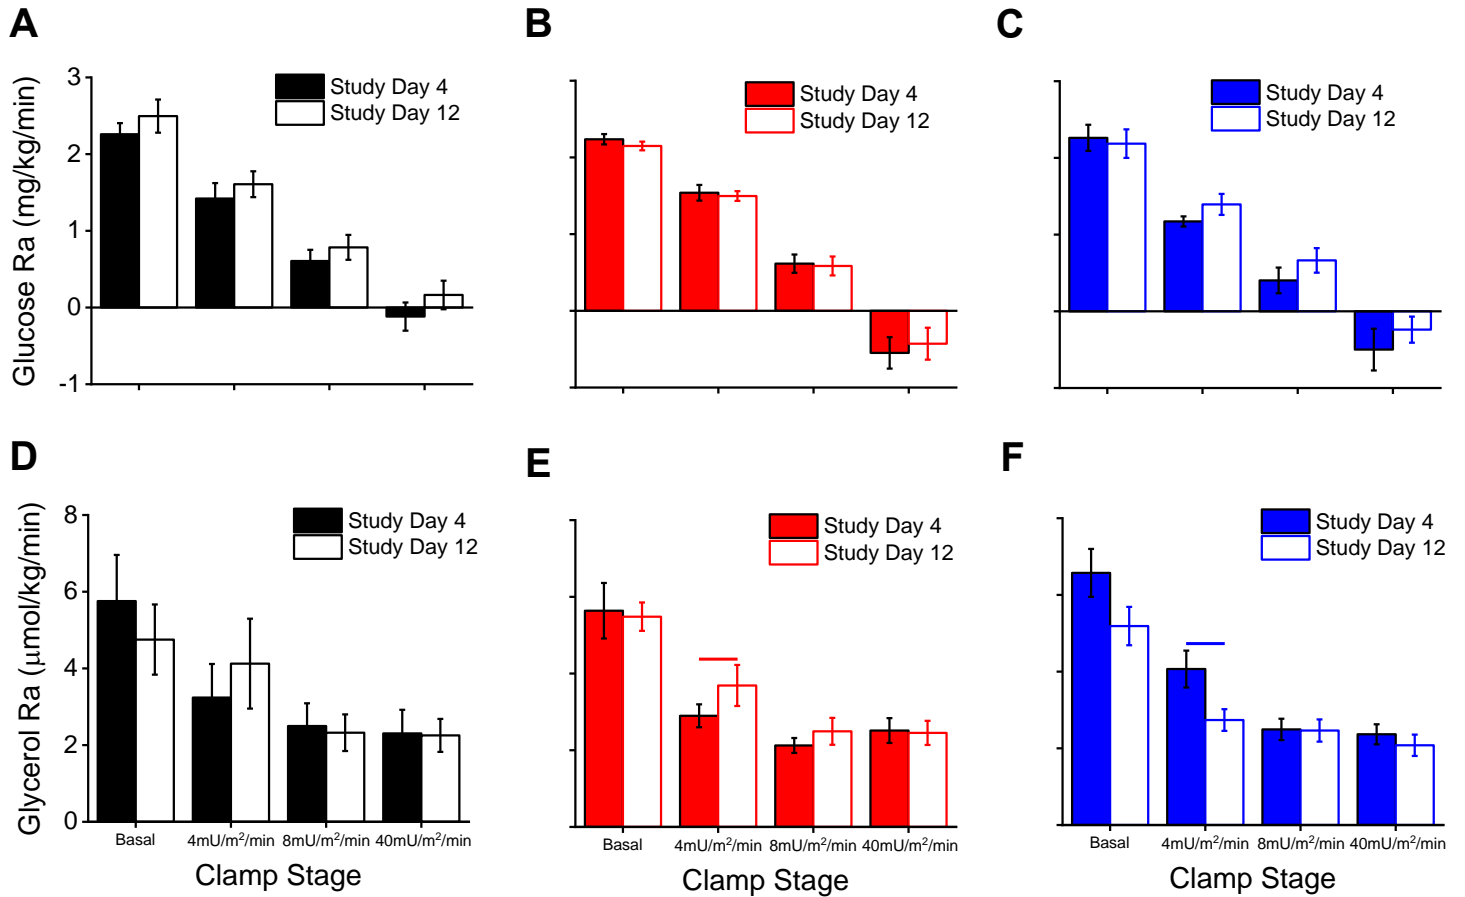 A
B
C
Glucose Ra (mg/kg/min)
3
2
1
0
-1
Study Day 4
Study Day 12
Study Day 4
Study Day 12
Study Day 4
Study Day 12
D
E
F
Glycerol Ra (μmol/kg/min)
8
6
4
2
0
Study Day 4
Study Day 12
Study Day 4
Study Day 12
Study Day 4
Study Day 12
Basal 4mU/m²/min 8mU/m²/min 40mU/m²/min
Clamp Stage
Basal 4mU/m²/min 8mU/m²/min 40mU/m²/min
Clamp Stage
Basal 4mU/m²/min 8mU/m²/min 40mU/m²/min
Clamp Stage